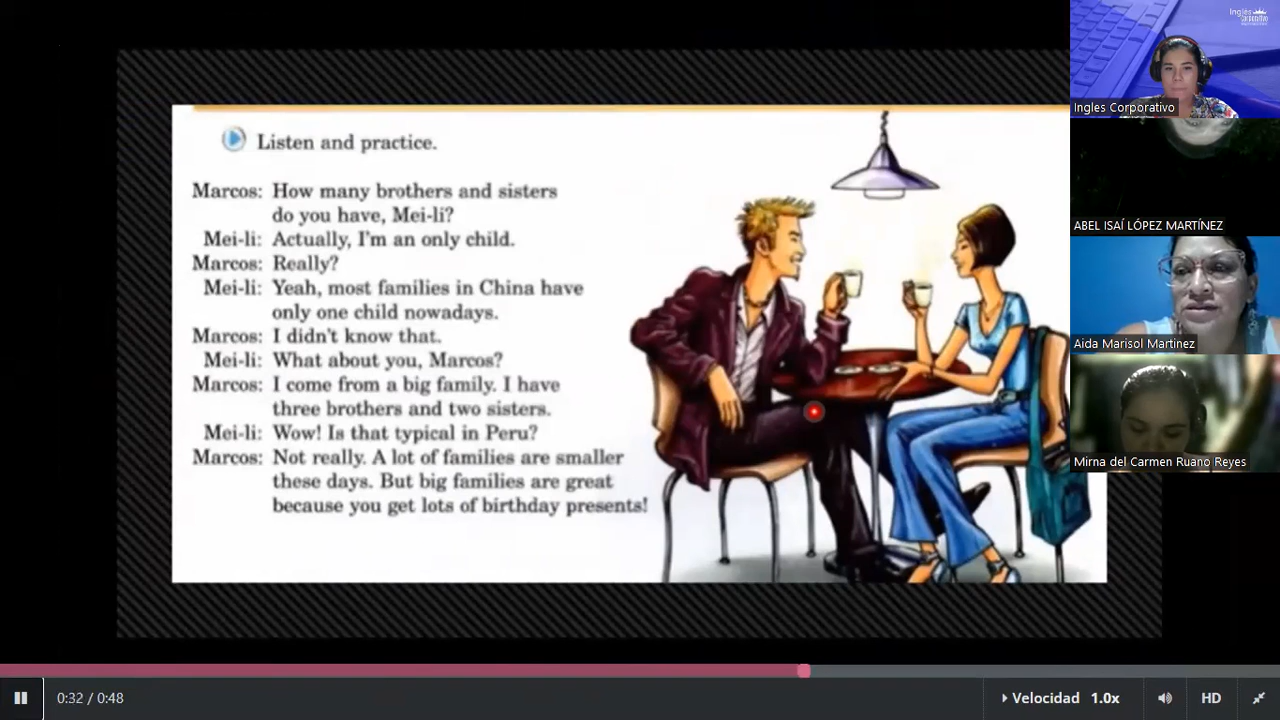 Listen and practice.
Marcos: How many brothers and sisters
do you have, Mei-li?
Mei-li: Actually, I'm an only child.
Marcos: Really?
Mei-li: Yeah, most families in China have
only one child nowadays.
Marcos: I didn't know that.
Mei-li: What about you, Marcos?
Marcos: I come from a big family. I have
three brothers and two sisters.
Mei-li: Wow! Is that typical in Peru?
Marcos: Not really. A lot of families are smaller
these days. But big families are great
because you get lots of birthday presents!
Inglés
Corporativo
Ingles Corporativo
ABEL ISAÍ LÓPEZ MARTÍNEZ
Aida Marisol Martinez
Mirna del Carmen Ruano Reyes
0:32 / 0:48
Velocidad 1.0x
HD